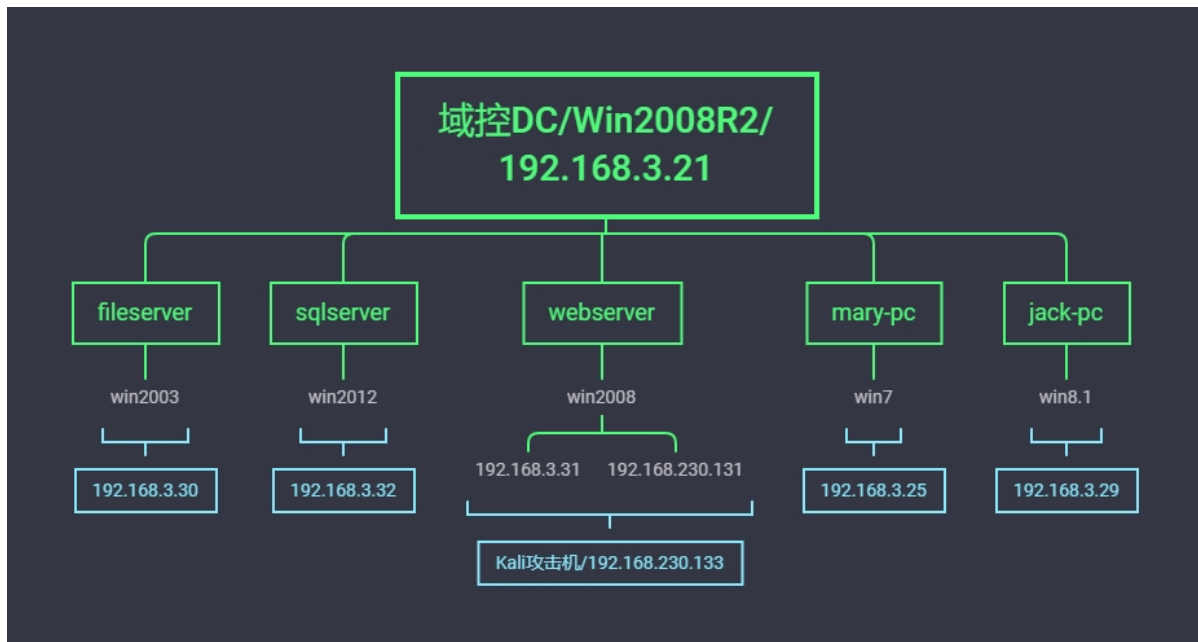 域控DC/Win2008R2/
192.168.3.21
fileserver
sqlserver
webserver
mary-pc
jack-pc
win2003
win2012
win2008
win7
win8.1
192.168.3.31
192.168.230.131
192.168.3.30
192.168.3.32
192.168.3.25
192.168.3.29
Kali攻击机/192.168.230.133